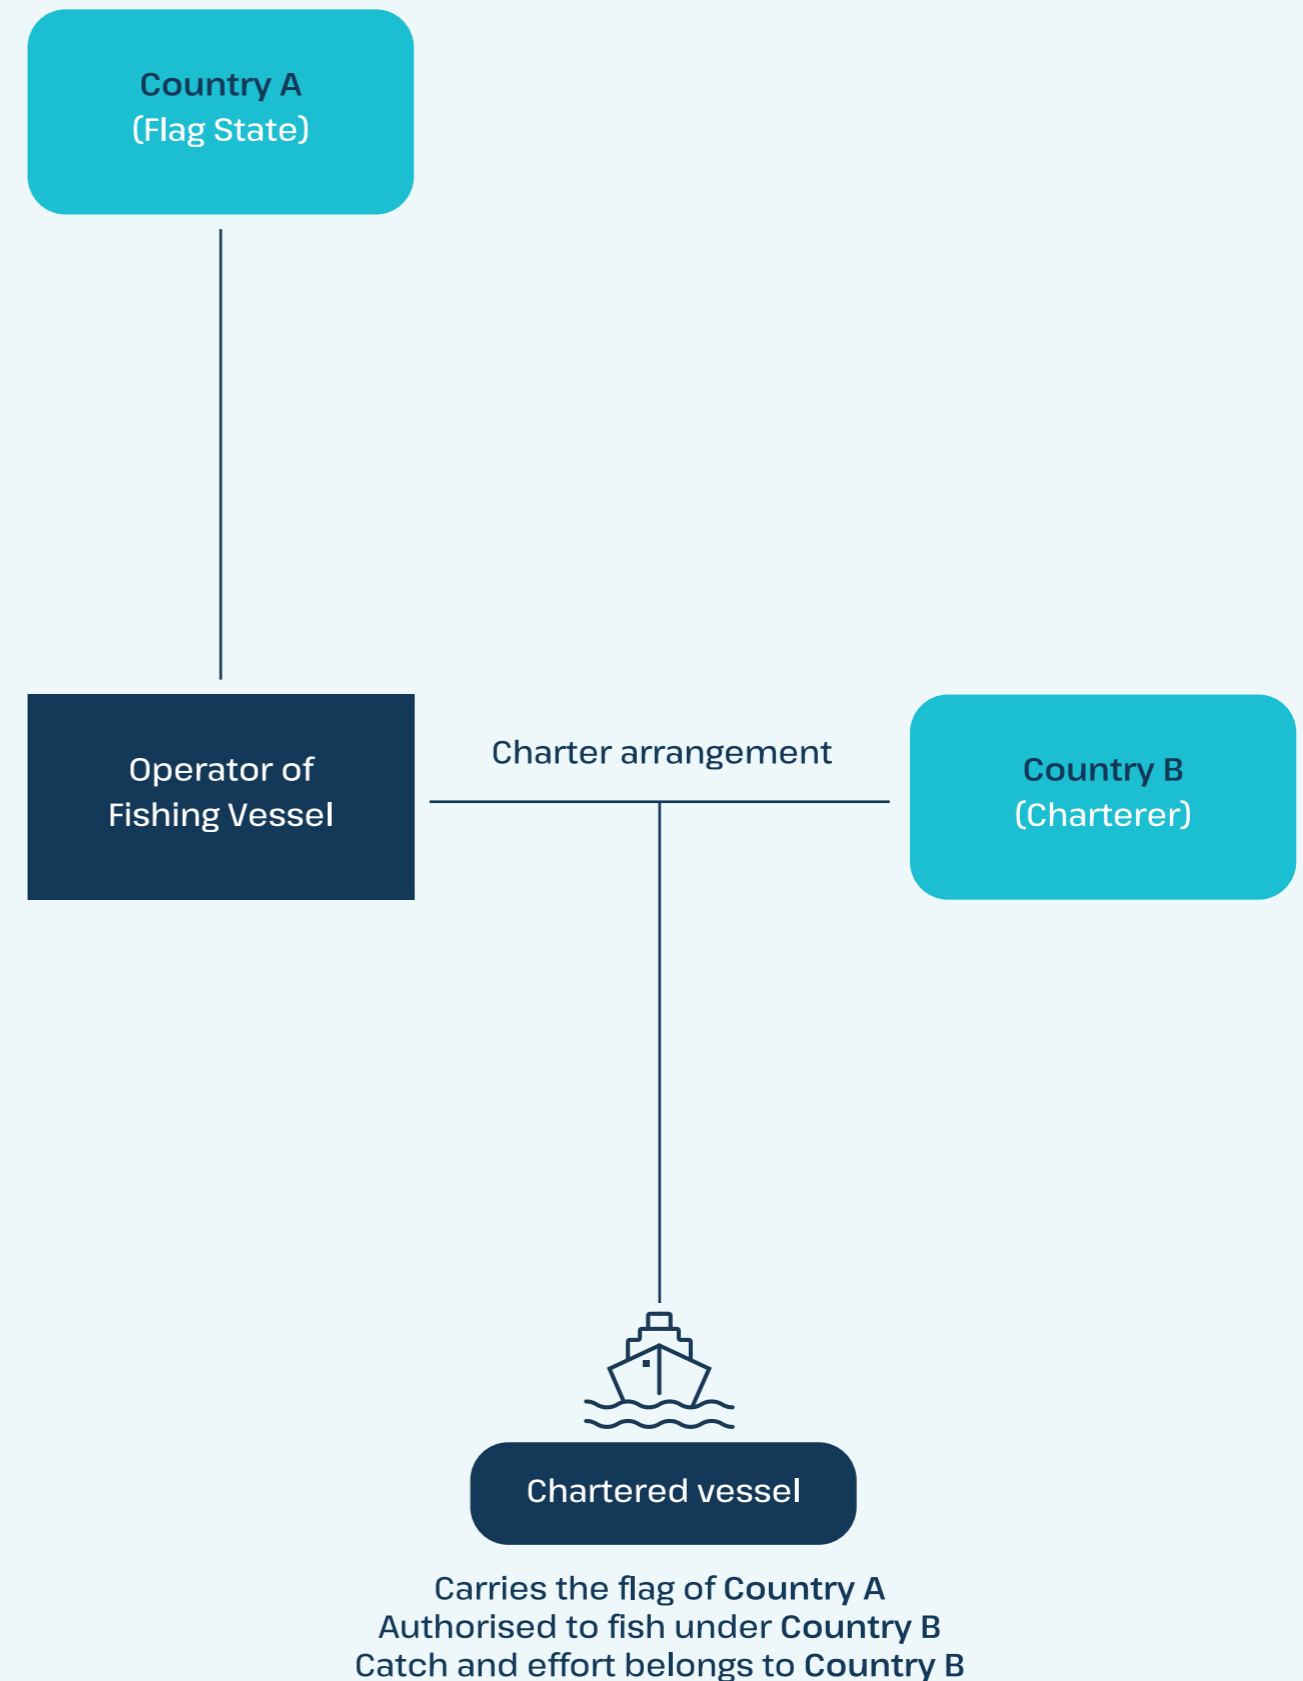 Country A
(Flag State)
Operator of
Fishing Vessel
Charter arrangement
Country B
(Charterer)
Chartered vessel
Carries the flag of Country A
Authorised to fish under Country B
Catch and effort belongs to Country B